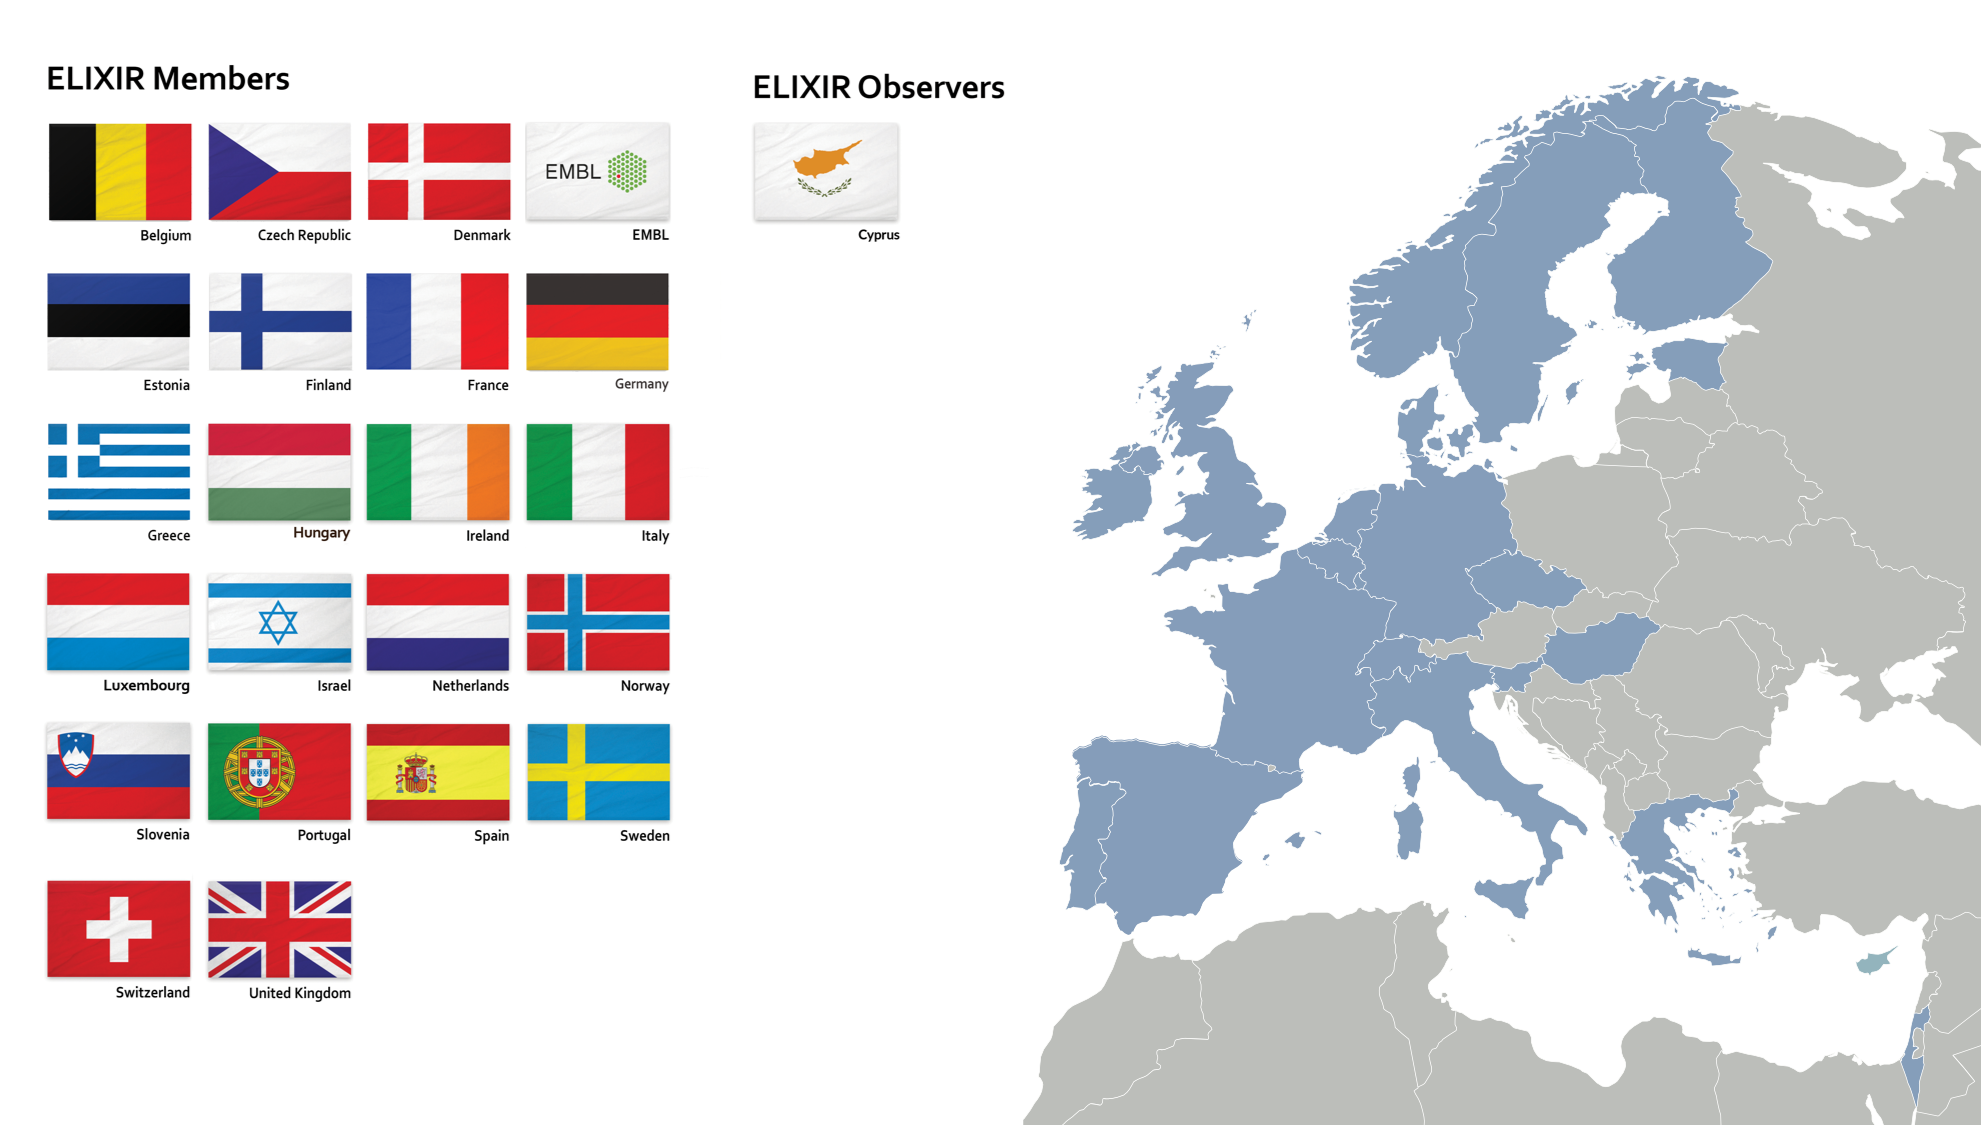 ELIXIR Members
Belgium
Czech Republic
Denmark
EMBL
EMBL
Estonia
Finland
France
Germany
Greece
Hungary
Ireland
Italy
Luxembourg
Israel
Netherlands
Norway
Slovenia
Portugal
Spain
Sweden
Switzerland
United Kingdom
ELIXIR Observers
Cyprus